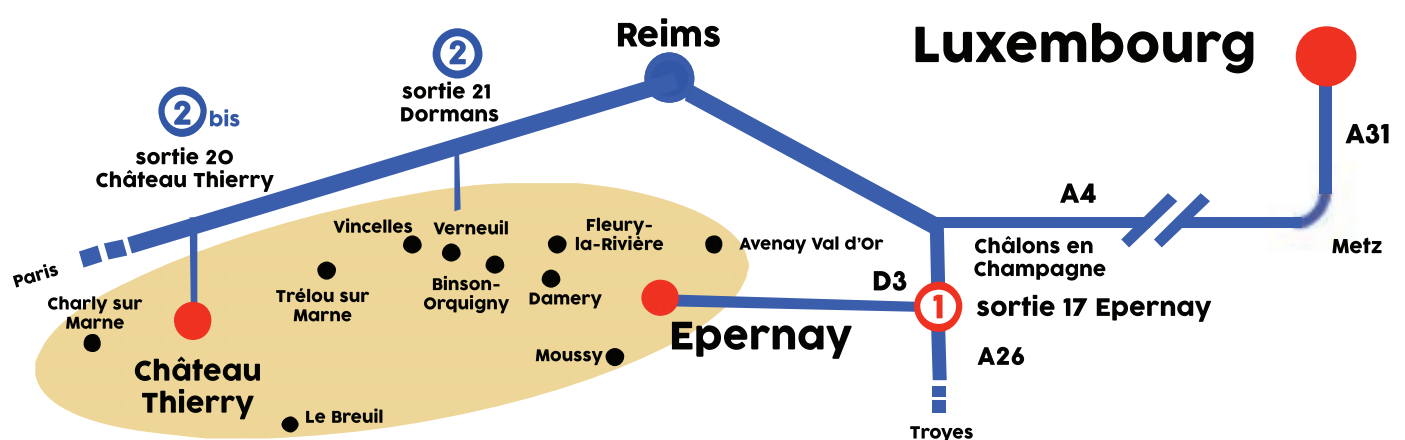 Reims
Luxembourg
2
sortie 21
Dormans
2 bis
sortie 20
Château Thierry
A31
A4
Metz
Châlons en
Champagne
Paris
Vincelles
Verneuil
Fleury-
la-Rivière
Avenay Val d'Or
Charly sur
Marne
Trélou sur
Marne
Binson-
Orquigny
Damery
D3
1
sortie 17 Epernay
Epernay
Moussy
A26
Château
Thierry
Le Breuil
Troyes